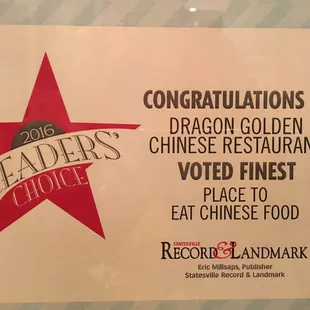 2016
READERS'
CHOICE
CONGRATULATIONS
DRAGON GOLDEN
CHINESE RESTAURAN
VOTED FINEST
PLACE TO
EAT CHINESE FOOD
STATESVILLE
RECORD & LANDMARK
Eric Millsaps, Publisher
Statesville Record & Landmark